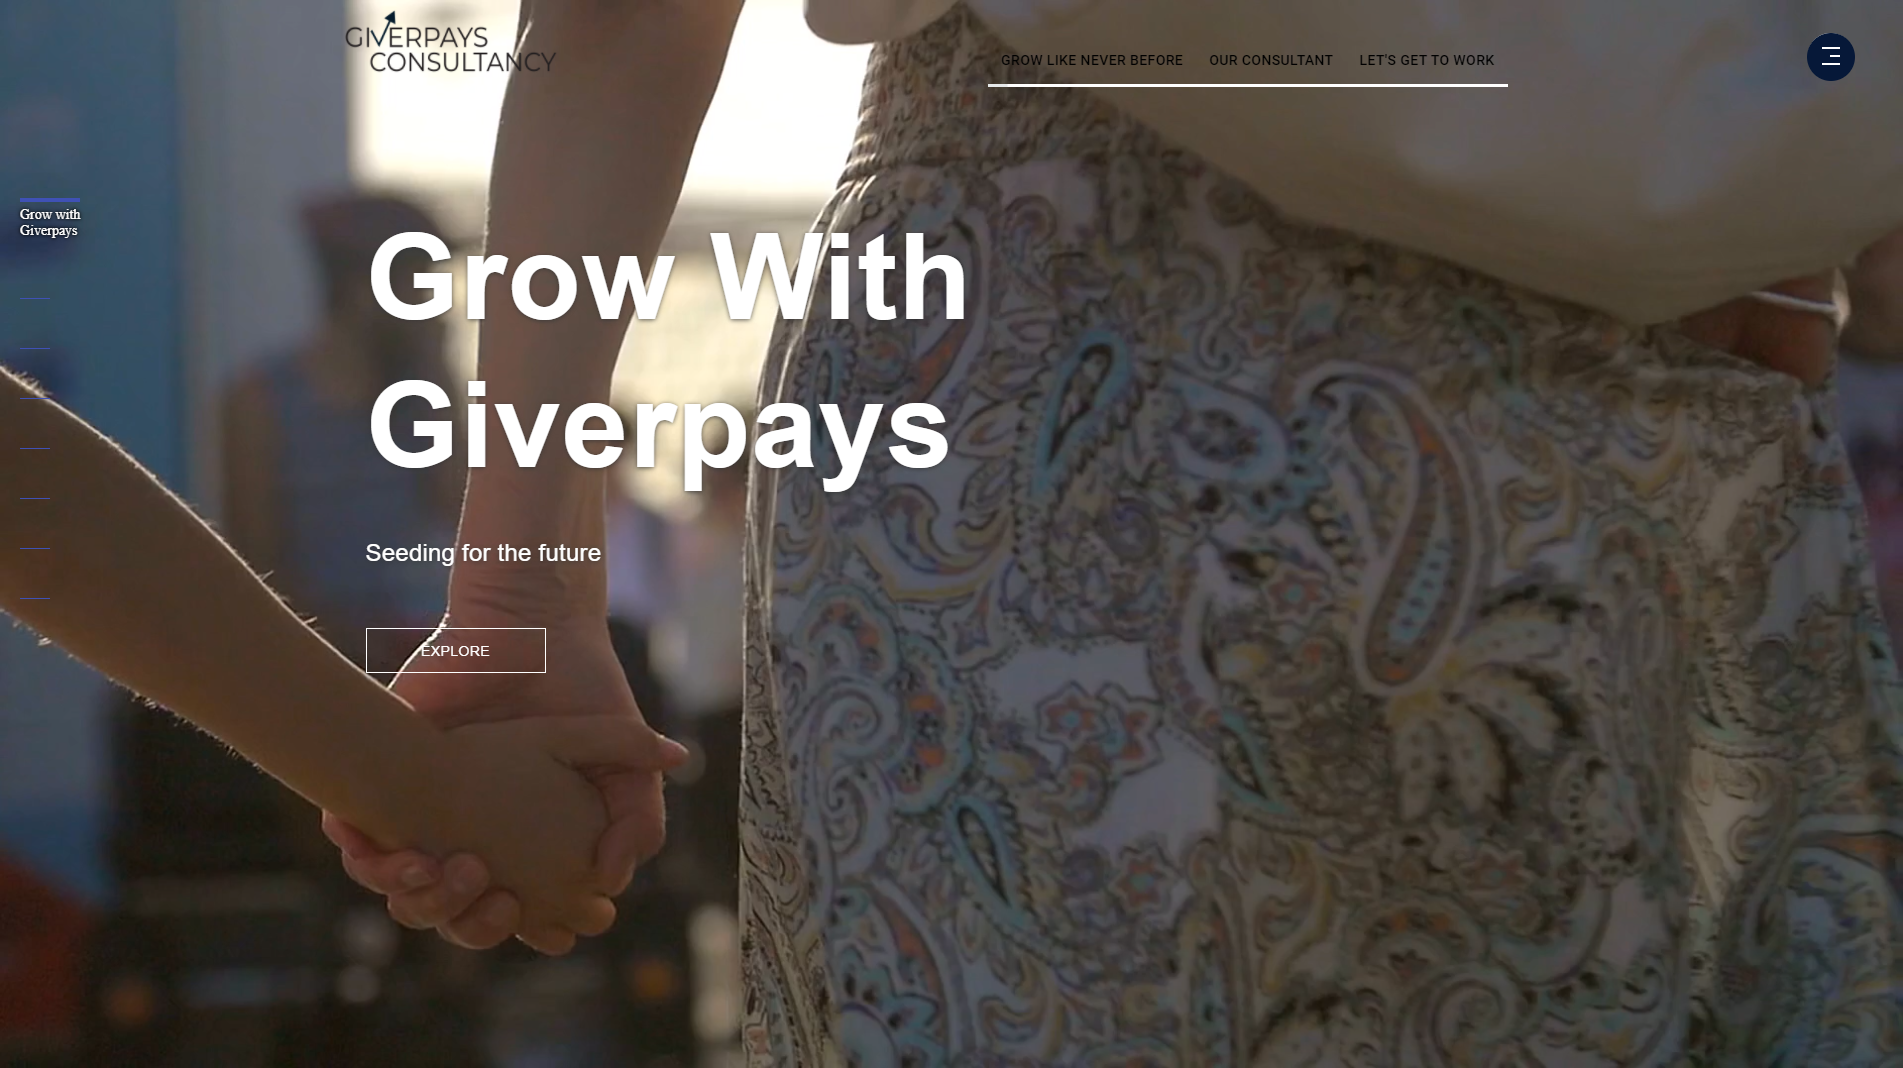 GIVERPAYS
CONSULTANCY
GROW LIKE NEVER BEFORE OUR CONSULTANT LET'S GET TO WORK
Grow with
Giverpays
Grow With
Giverpays
Seeding for the future
EXPLORE